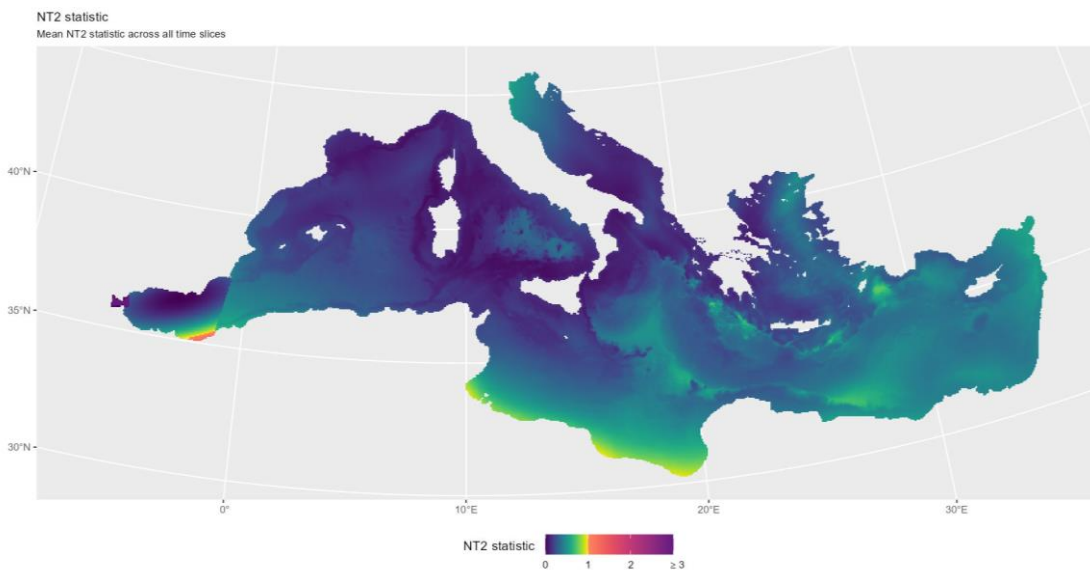 NT2 statistic
Mean NT2 statistic across all time slices
40°N
35°N
30°N
0°
10°E
20°E
30°E
NT2 statistic
0 1 2 ≥ 3